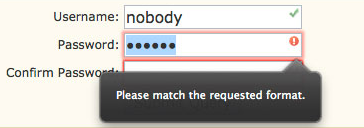 Username: nobody
Password: ••••••
Confirm Password:
Please match the requested format.